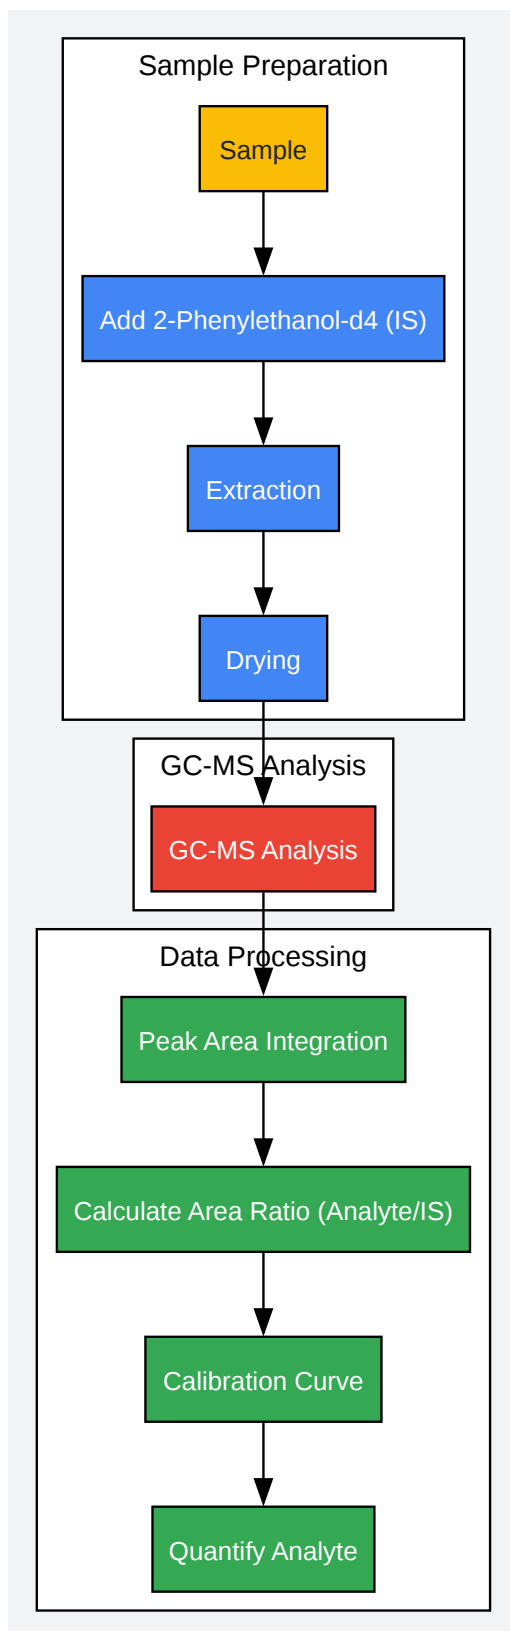 Sample Preparation
Sample
Add 2-Phenylethanol-d4 (IS)
Extraction
Drying
GC-MS Analysis
GC-MS Analysis
Data Processing
Peak Area Integration
Calculate Area Ratio (Analyte/IS)
Calibration Curve
Quantify Analyte